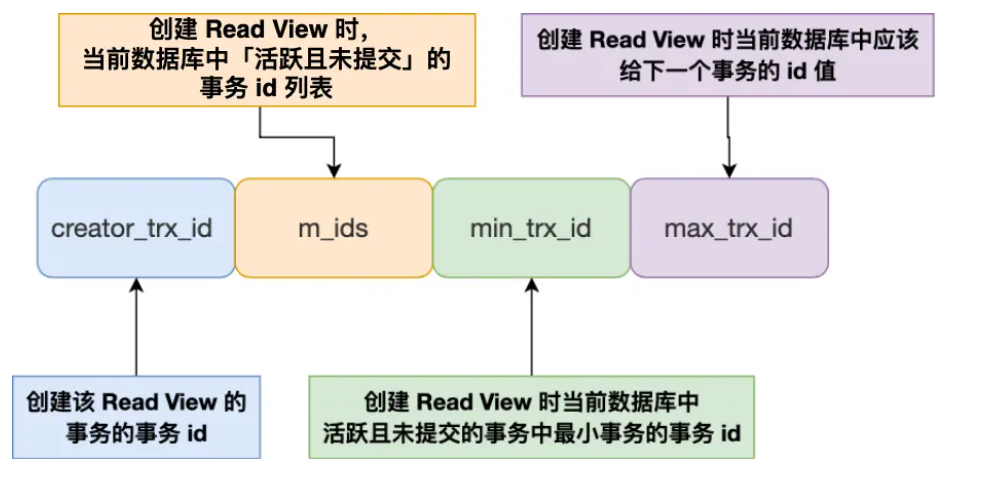 创建 Read View 时，
当前数据库中「活跃且未提交」的
事务 id 列表
创建 Read View 时当前数据库中应该
给下一个事务的 id 值
creator_trx_id
m_ids
min_trx_id
max_trx_id
创建该 Read View 的
事务的事务 id
创建 Read View 时当前数据库中
活跃且未提交的事务中最小事务的事务 id